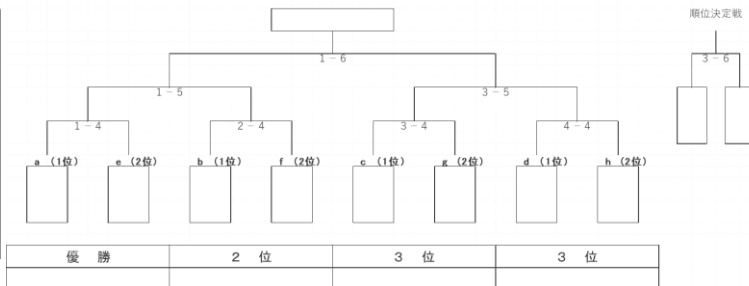 順位決定戦
1－6
3－6
1－5
3－5
1－4
2－4
3－4
4－4
a （1位）
e （2位）
b （1位）
f （2位）
c （1位）
g （2位）
d （1位）
h （2位）
優　勝
2　位
3　位
3　位